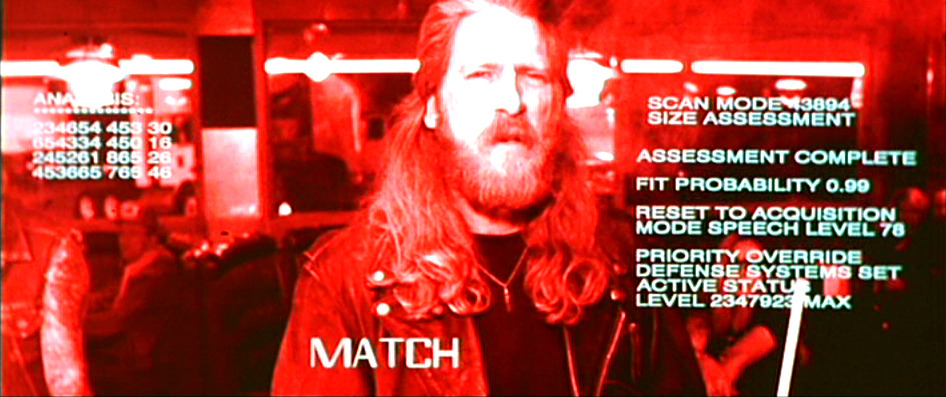 ANALYSIS:
***************
234654 453 30
654334 450 16
245261 865 26
453665 766 46
SCAN MODE 43894
SIZE ASSESSMENT
ASSESSMENT COMPLETE
FIT PROBABILITY 0.99
RESET TO ACQUISITION
MODE SPEECH LEVEL 78
PRIORITY OVERRIDE
DEFENSE SYSTEMS SET
ACTIVE STATUS
LEVEL 2347923 MAX
MATCH